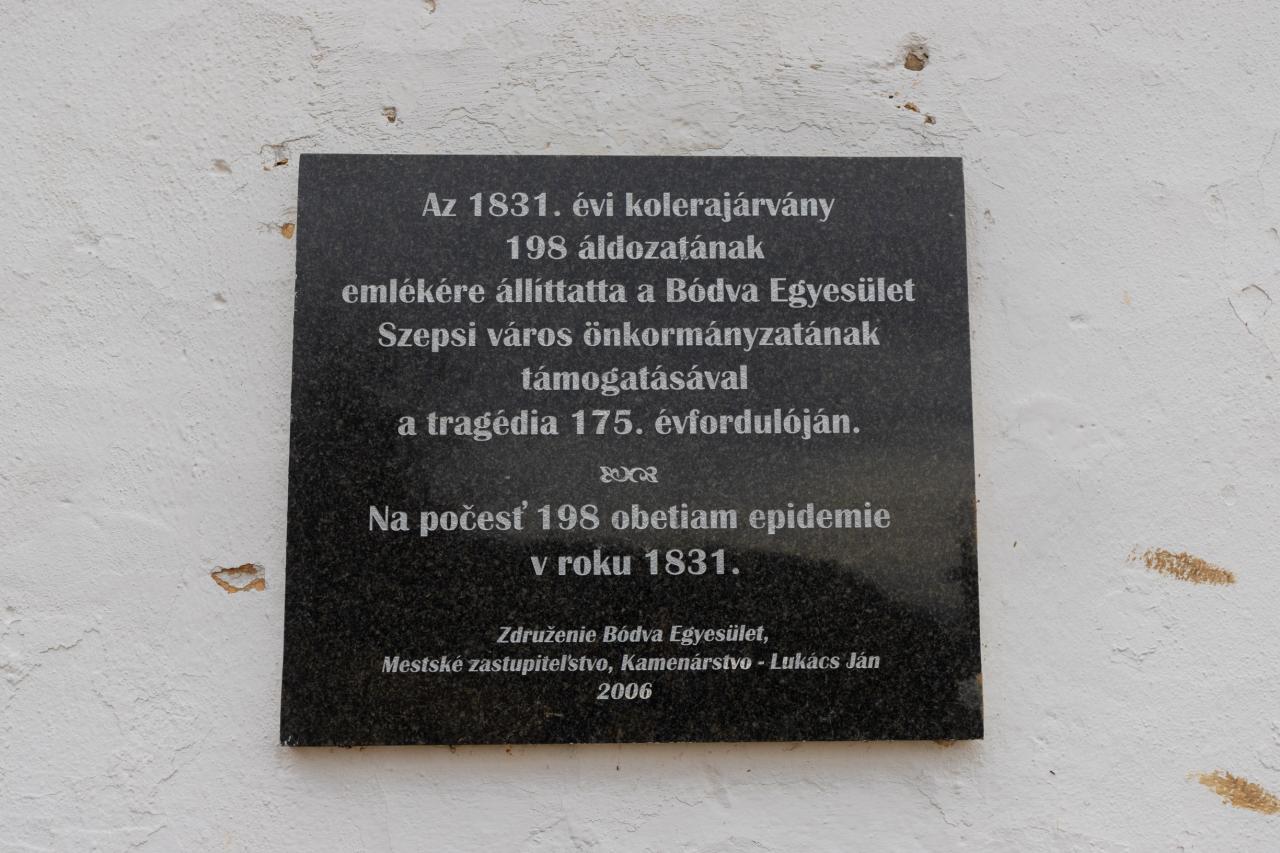 Az 1831. évi kolerajárvány
198 áldozatának
emlékére állíttatta a Bódva Egyesület
Szepsi város önkormányzatának
támogatásával
a tragédia 175. évfordulóján.
Na počesť 198 obetiam epidemie
v roku 1831.
Združenie Bódva Egyesület,
Mestské zastupiteľstvo, Kamenárstvo - Lukács Ján
2006